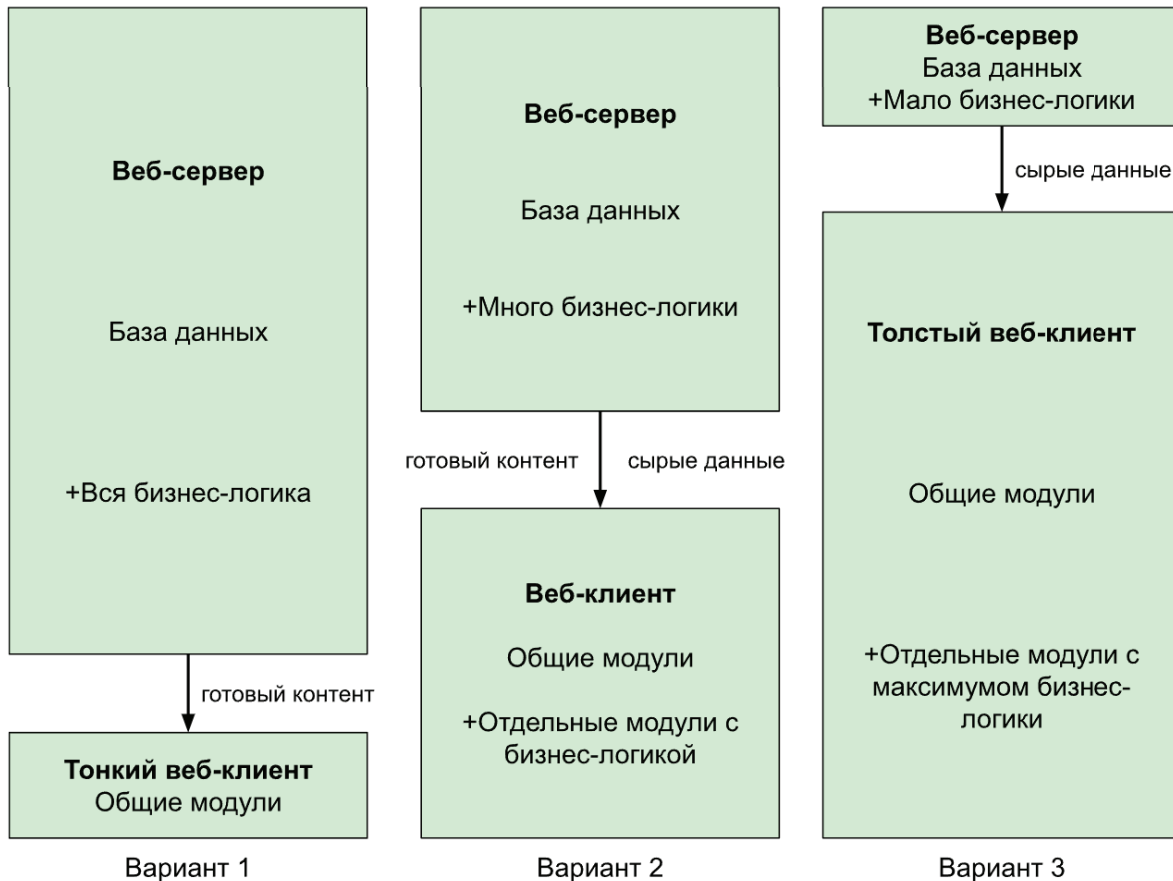 Веб-сервер
База данных
+Вся бизнес-логика
готовый контент
Тонкий веб-клиент
Общие модули
Вариант 1
Веб-сервер
База данных
+Много бизнес-логики
готовый контент
сырые данные
Веб-клиент
Общие модули
+Отдельные модули с
бизнес-логикой
Вариант 2
Веб-сервер
База данных
+Мало бизнес-логики
сырые данные
Толстый веб-клиент
Общие модули
+Отдельные модули с
максимумом бизнес-
логики
Вариант 3